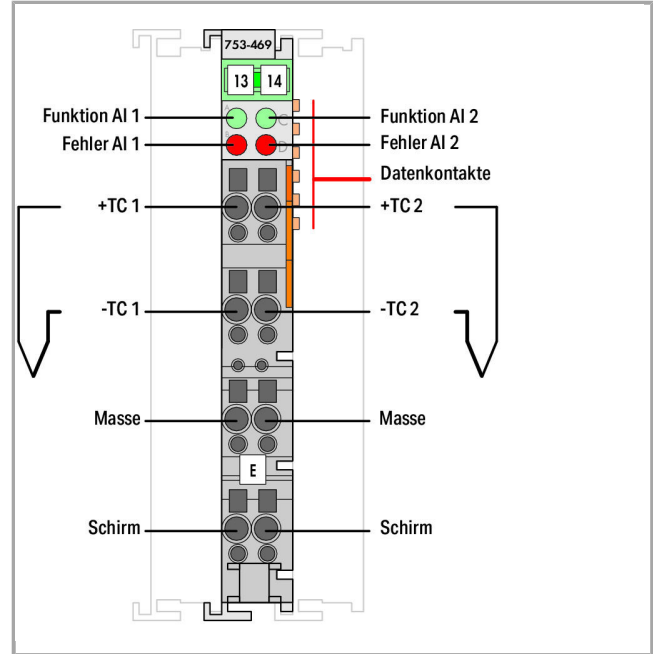 753-469
13 14
A C
Funktion AI 1 Funktion AI 2
B D
Fehler AI 1 Fehler AI 2
Datenkontakte
+TC 1 +TC 2
-TC 1 -TC 2
Masse Masse
E
Schirm Schirm